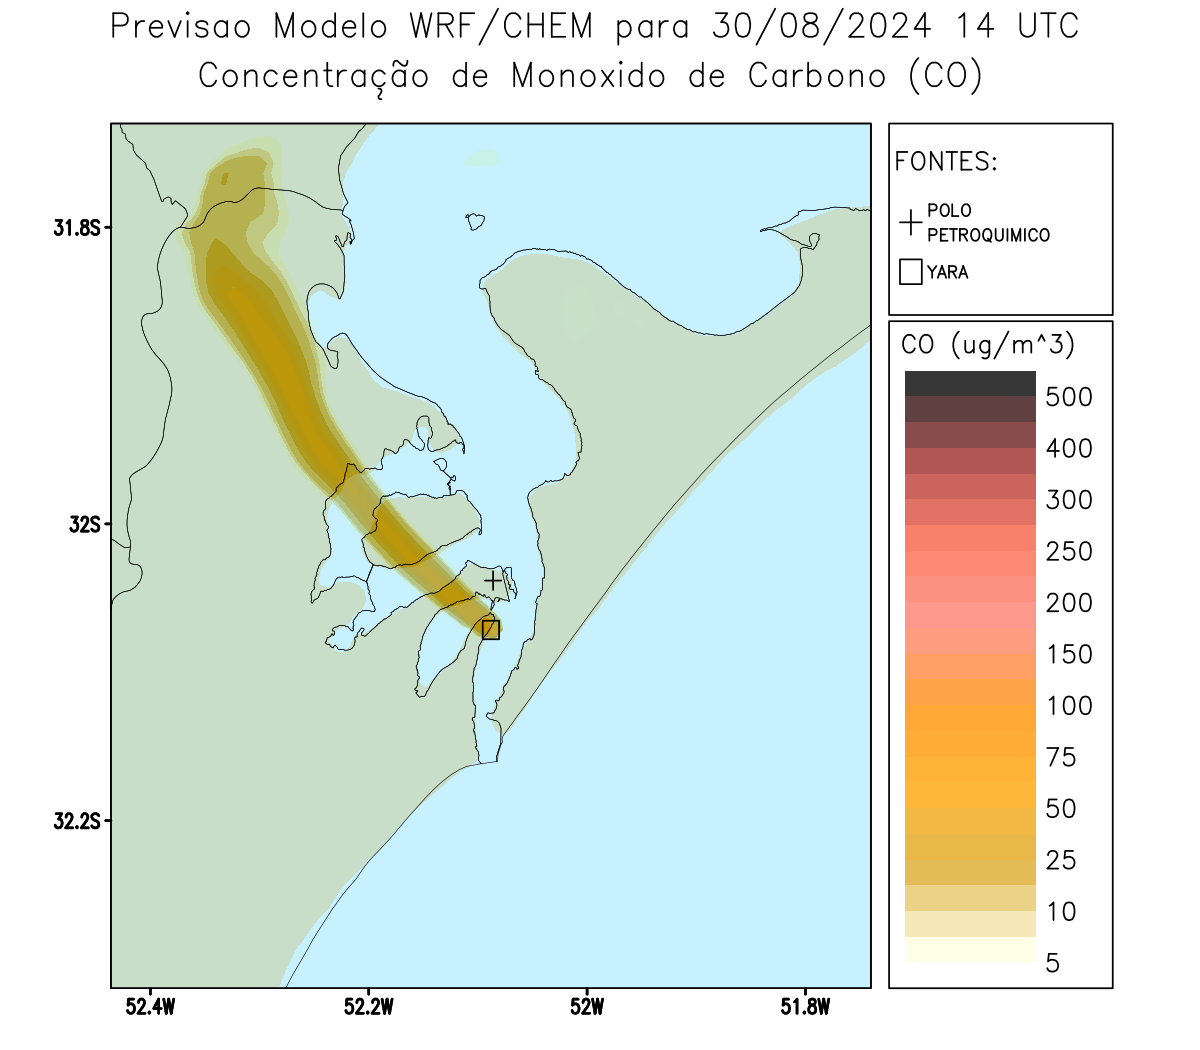 Previsao Modelo WRF/CHEM para 30/08/2024 14 UTC
Concentração de Monoxido de Carbono (CO)
FONTES:
POLO
PETROQUIMICO
YARA
31.8S
32S
32.2S
52.4W
52.2W
52W
51.8W
CO (ug/m^3)
500
400
300
250
200
150
100
75
50
25
10
5